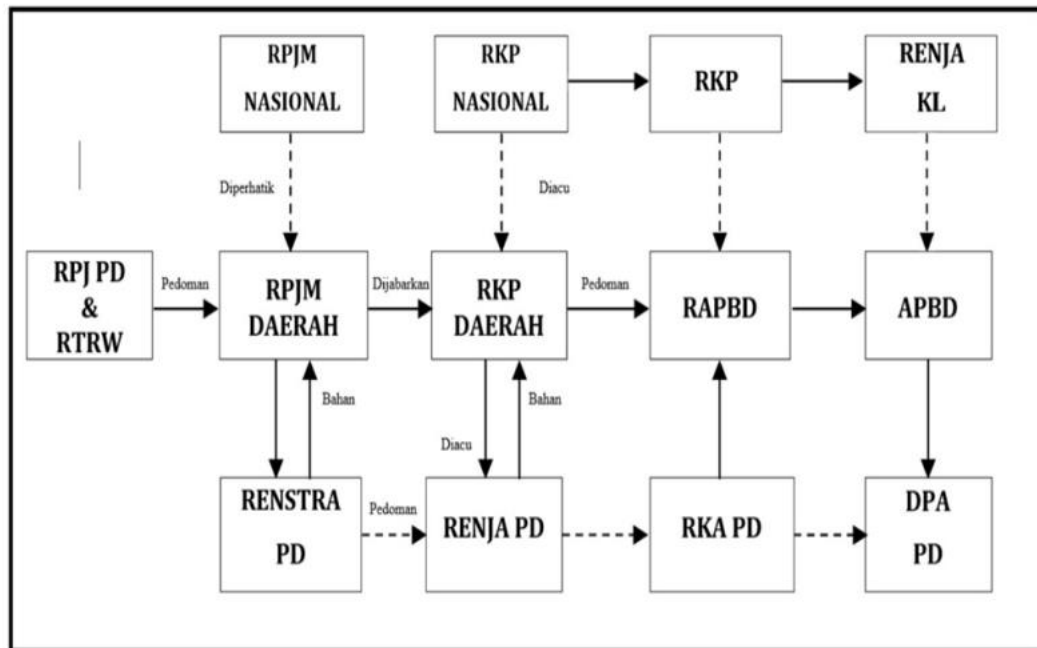 RPJM
NASIONAL
RKP
NASIONAL
RKP
RENJA
KL
Diperhatik
Diacu
RPJ PD
&
RTRW
Pedoman
RPJM
DAERAH
Dijabarkan
RKP
DAERAH
Pedoman
RAPBD
APBD
Bahan
Diacu
Bahan
RENSTRA
PD
Pedoman
RENJA PD
RKA PD
DPA
PD